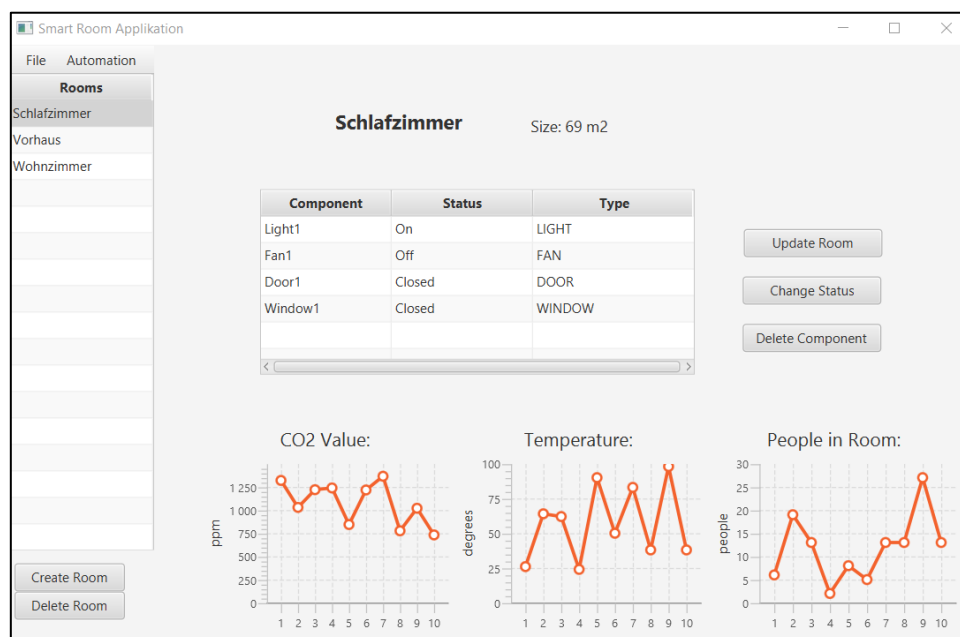 Smart Room Applikation
File Automation
Rooms
Schlafzimmer
Vorhaus
Wohnzimmer
Create Room
Delete Room
Schlafzimmer Size: 69 m2
Component Status Type
Light1 On LIGHT
Fan1 Off FAN
Door1 Closed DOOR
Window1 Closed WINDOW
Update Room
Change Status
Delete Component
CO2 Value:
ppm
1 250
1 000
750
500
250
0
1 2 3 4 5 6 7 8 9 10
Temperature:
degrees
100
75
50
25
0
1 2 3 4 5 6 7 8 9 10
People in Room:
people
30
25
20
15
10
5
0
1 2 3 4 5 6 7 8 9 10